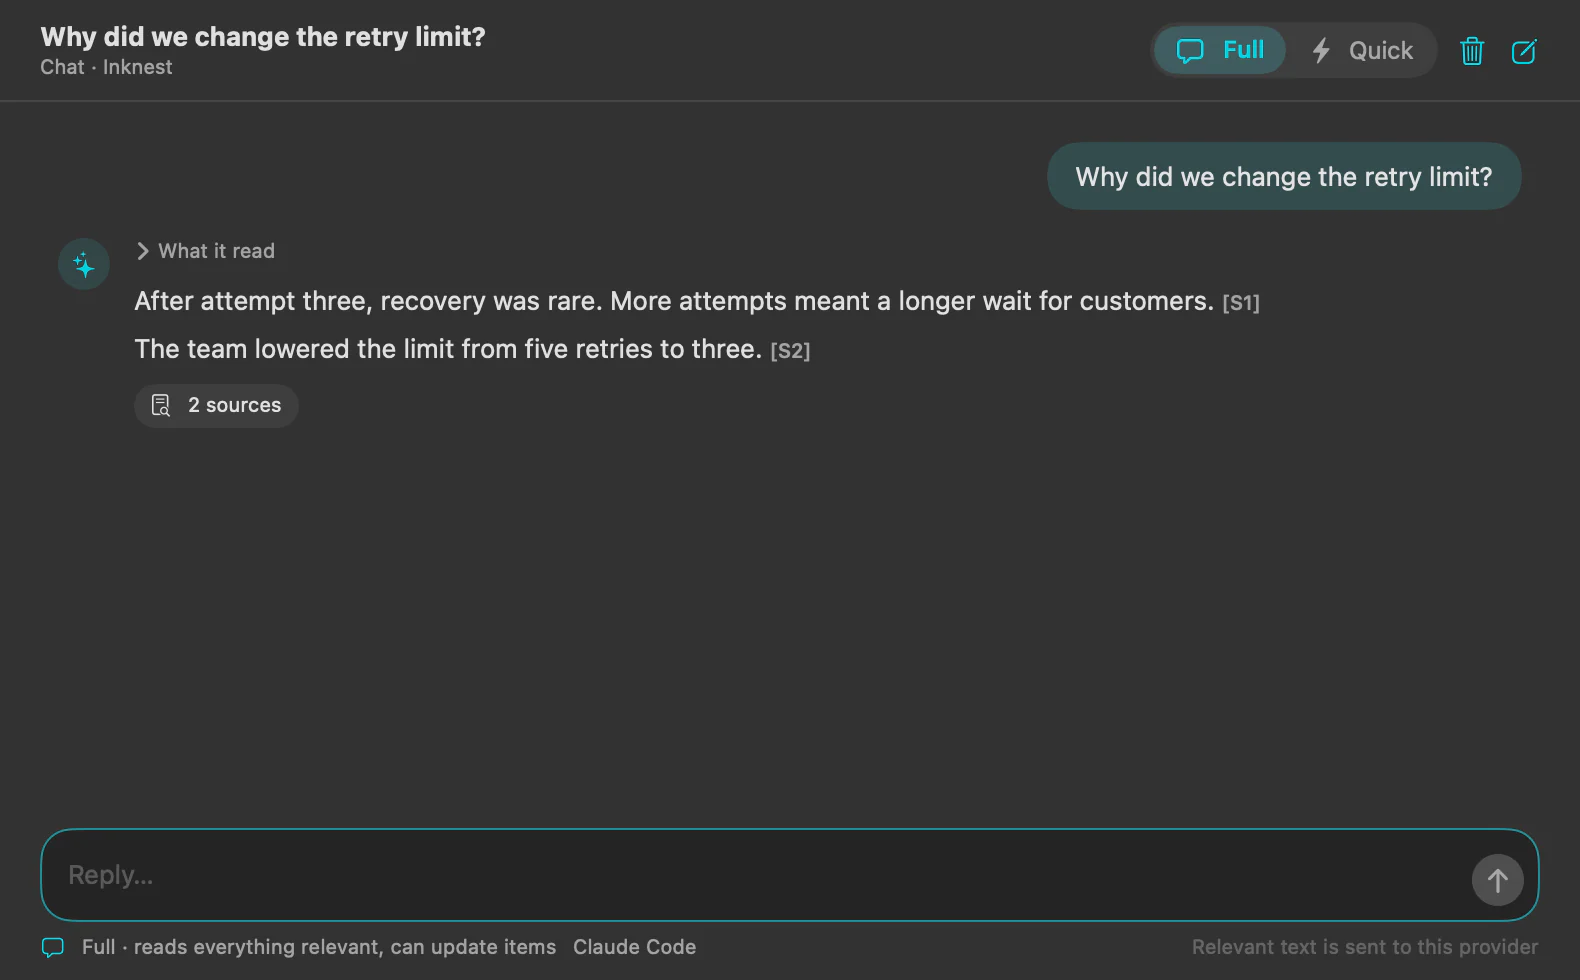 Why did we change the retry limit?
Chat · Inknest
Full
Quick
Why did we change the retry limit?
What it read
After attempt three, recovery was rare. More attempts meant a longer wait for customers. [S1]
The team lowered the limit from five retries to three. [S2]
2 sources
Reply...
Full · reads everything relevant, can update items Claude Code
Relevant text is sent to this provider